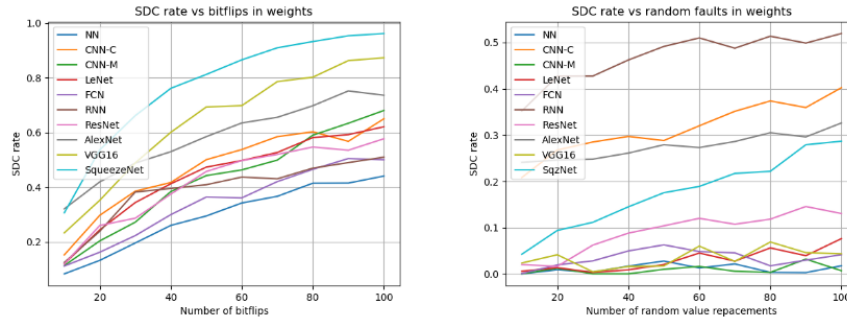 SDC rate vs bitflips in weights
1.0
0.8
0.6
0.4
0.2
SDC rate
NN
CNN-C
CNN-M
LeNet
FCN
RNN
ResNet
AlexNet
VGG16
SqueezeNet
20
40
60
80
100
Number of bitflips
SDC rate vs random faults in weights
0.5
0.4
0.3
0.2
0.1
0.0
SDC rate
NN
CNN-C
CNN-M
LeNet
FCN
RNN
ResNet
AlexNet
VGG16
SqzNet
20
40
60
80
100
Number of random value repacements